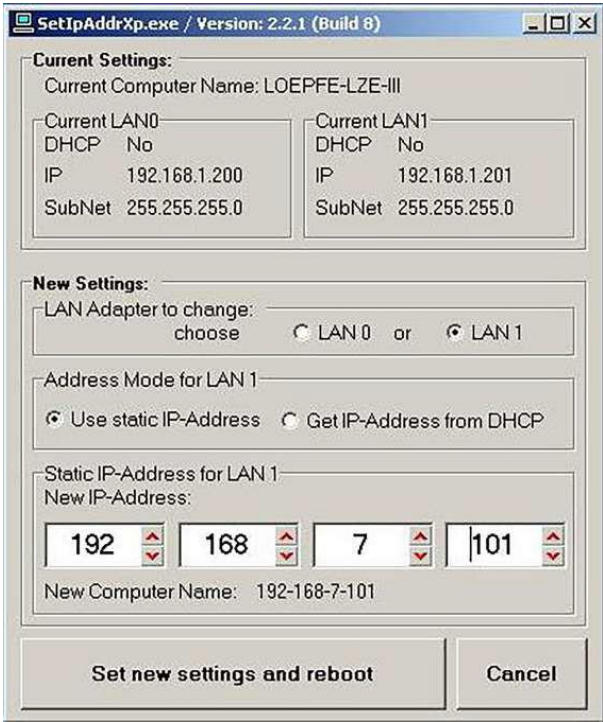 SetIpAddrXp.exe / Version: 2.2.1 (Build 8)
Current Settings:
Current Computer Name: LOEPFE-LZE-III
Current LAN0
DHCP No
IP 192.168.1.200
SubNet 255.255.255.0
Current LAN1
DHCP No
IP 192.168.1.201
SubNet 255.255.255.0
New Settings:
LAN Adapter to change:
choose LAN 0 or LAN 1
Address Mode for LAN 1
Use static IP-Address Get IP-Address from DHCP
Static IP-Address for LAN 1
New IP-Address:
192 168 7 101
New Computer Name: 192-168-7-101
Set new settings and reboot Cancel